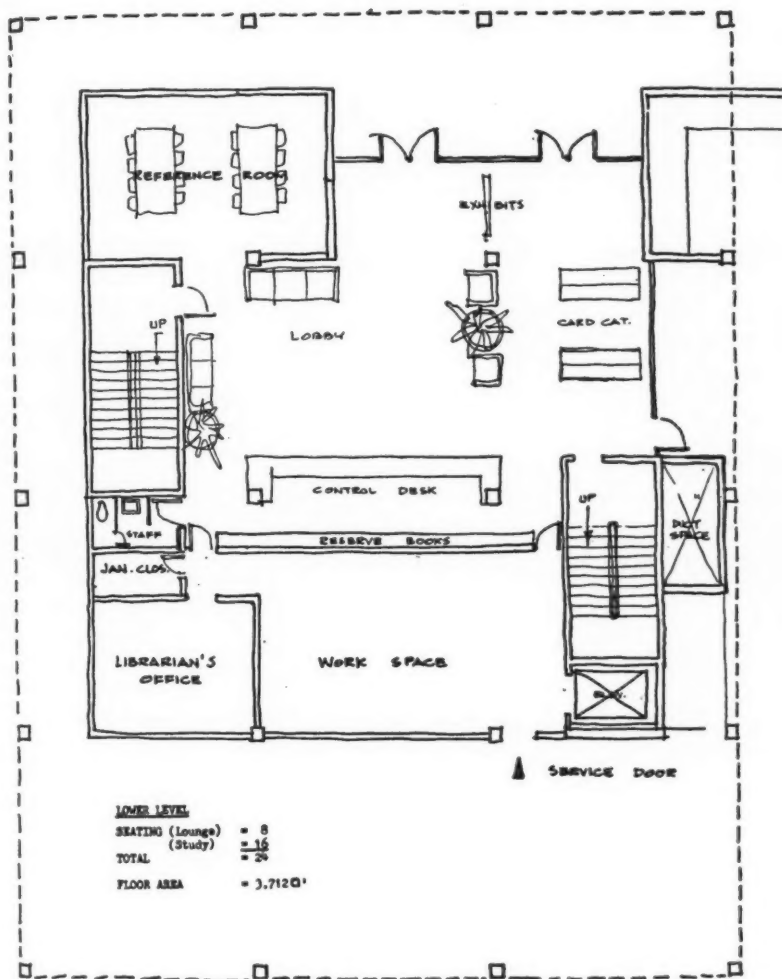 REFERENCE ROOM
EXHIBITS
UP
LOBBY
CARD CAT.
CONTROL DESK
UP
DUCT SPACE
STAFF
RESERVE BOOKS
JAN. CLOS.
LIBRARIAN'S
OFFICE
WORK SPACE
ELEV.
SERVICE DOOR
LOWER LEVEL
SEATING (Lounge) = 8
(Study) = 16
TOTAL = 24
FLOOR AREA = 3,712□'